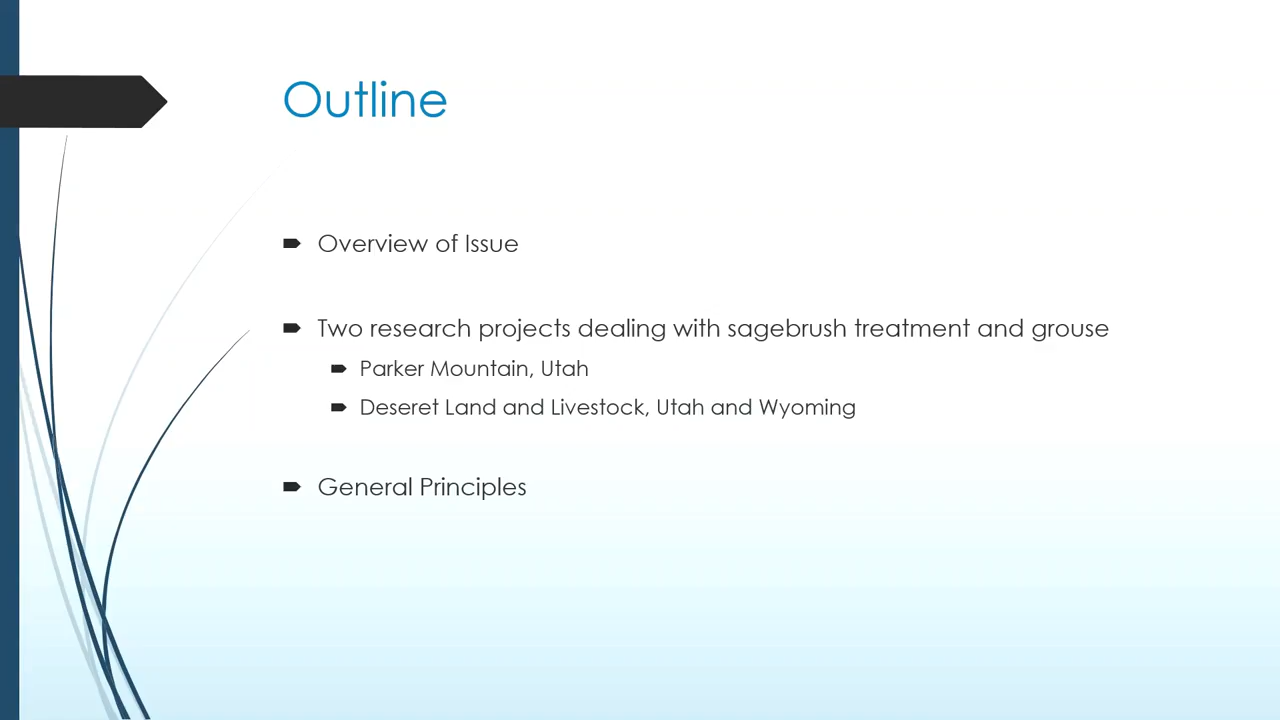 Outline
Overview of Issue
Two research projects dealing with sagebrush treatment and grouse
Parker Mountain, Utah
Deseret Land and Livestock, Utah and Wyoming
General Principles